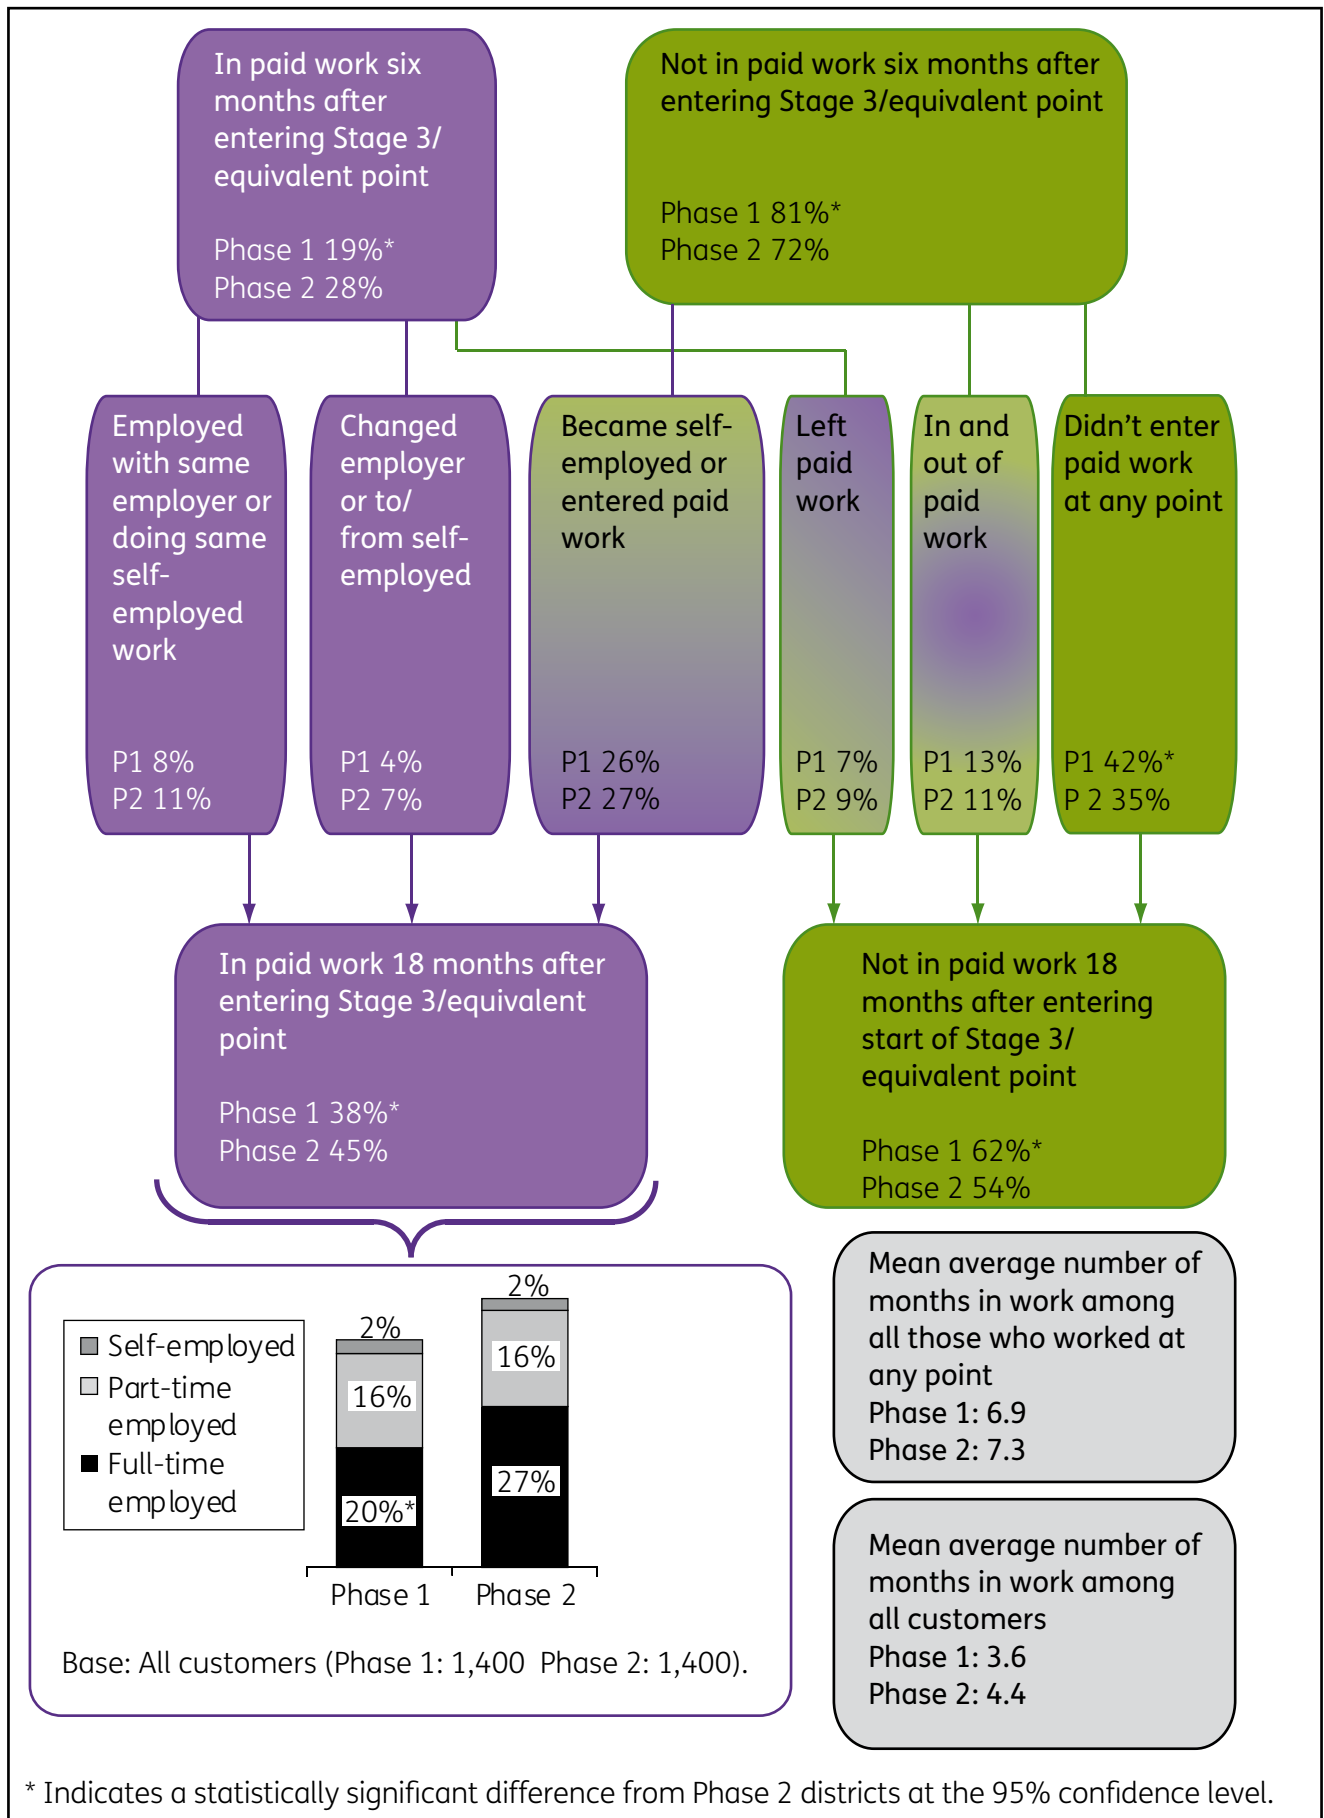 In paid work six
months after
entering Stage 3/
equivalent point
Phase 1 19%*
Phase 2 28%
Not in paid work six months after
entering Stage 3/equivalent point
Phase 1 81%*
Phase 2 72%
Employed
with same
employer or
doing same
self-
employed
work
P1 8%
P2 11%
Changed
employer
or to/
from self-
employed
P1 4%
P2 7%
Became self-
employed or
entered paid
work
P1 26%
P2 27%
Left
paid
work
P1 7%
P2 9%
In and
out of
paid
work
P1 13%
P2 11%
Didn't enter
paid work
at any point
P1 42%*
P 2 35%
In paid work 18 months after
entering Stage 3/equivalent
point
Phase 1 38%*
Phase 2 45%
Not in paid work 18
months after entering
start of Stage 3/
equivalent point
Phase 1 62%*
Phase 2 54%
Self-employed
Part-time
employed
Full-time
employed
2%
16%
20%*
2%
16%
27%
Phase 1
Phase 2
Base: All customers (Phase 1: 1,400 Phase 2: 1,400).
Mean average number of
months in work among
all those who worked at
any point
Phase 1: 6.9
Phase 2: 7.3
Mean average number of
months in work among
all customers
Phase 1: 3.6
Phase 2: 4.4
* Indicates a statistically significant difference from Phase 2 districts at the 95% confidence level.